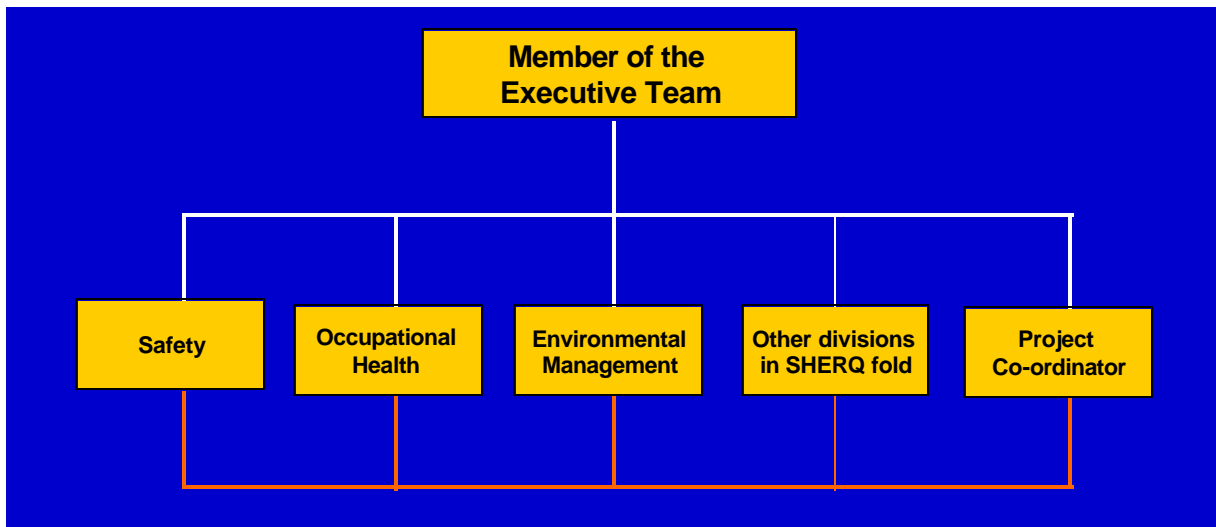 Member of the
Executive Team
Safety
Occupational
Health
Environmental
Management
Other divisions
in SHERQ fold
Project
Co-ordinator